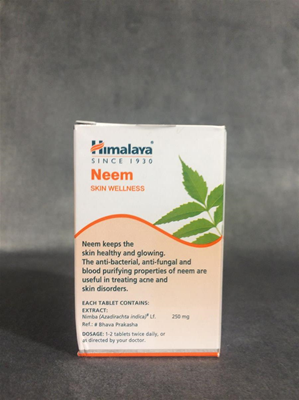 Himalaya®
SINCE 1930
Neem
SKIN WELLNESS
Neem keeps the
skin healthy and glowing.
The anti-bacterial, anti-fungal and
blood purifying properties of neem are
useful in treating acne and
skin disorders.
EACH TABLET CONTAINS:
EXTRACT:
Nimba (Azadirachta indica)# Lf. 250 mg
Ref.: # Bhava Prakasha
DOSAGE: 1-2 tablets twice daily, or
as directed by your doctor.